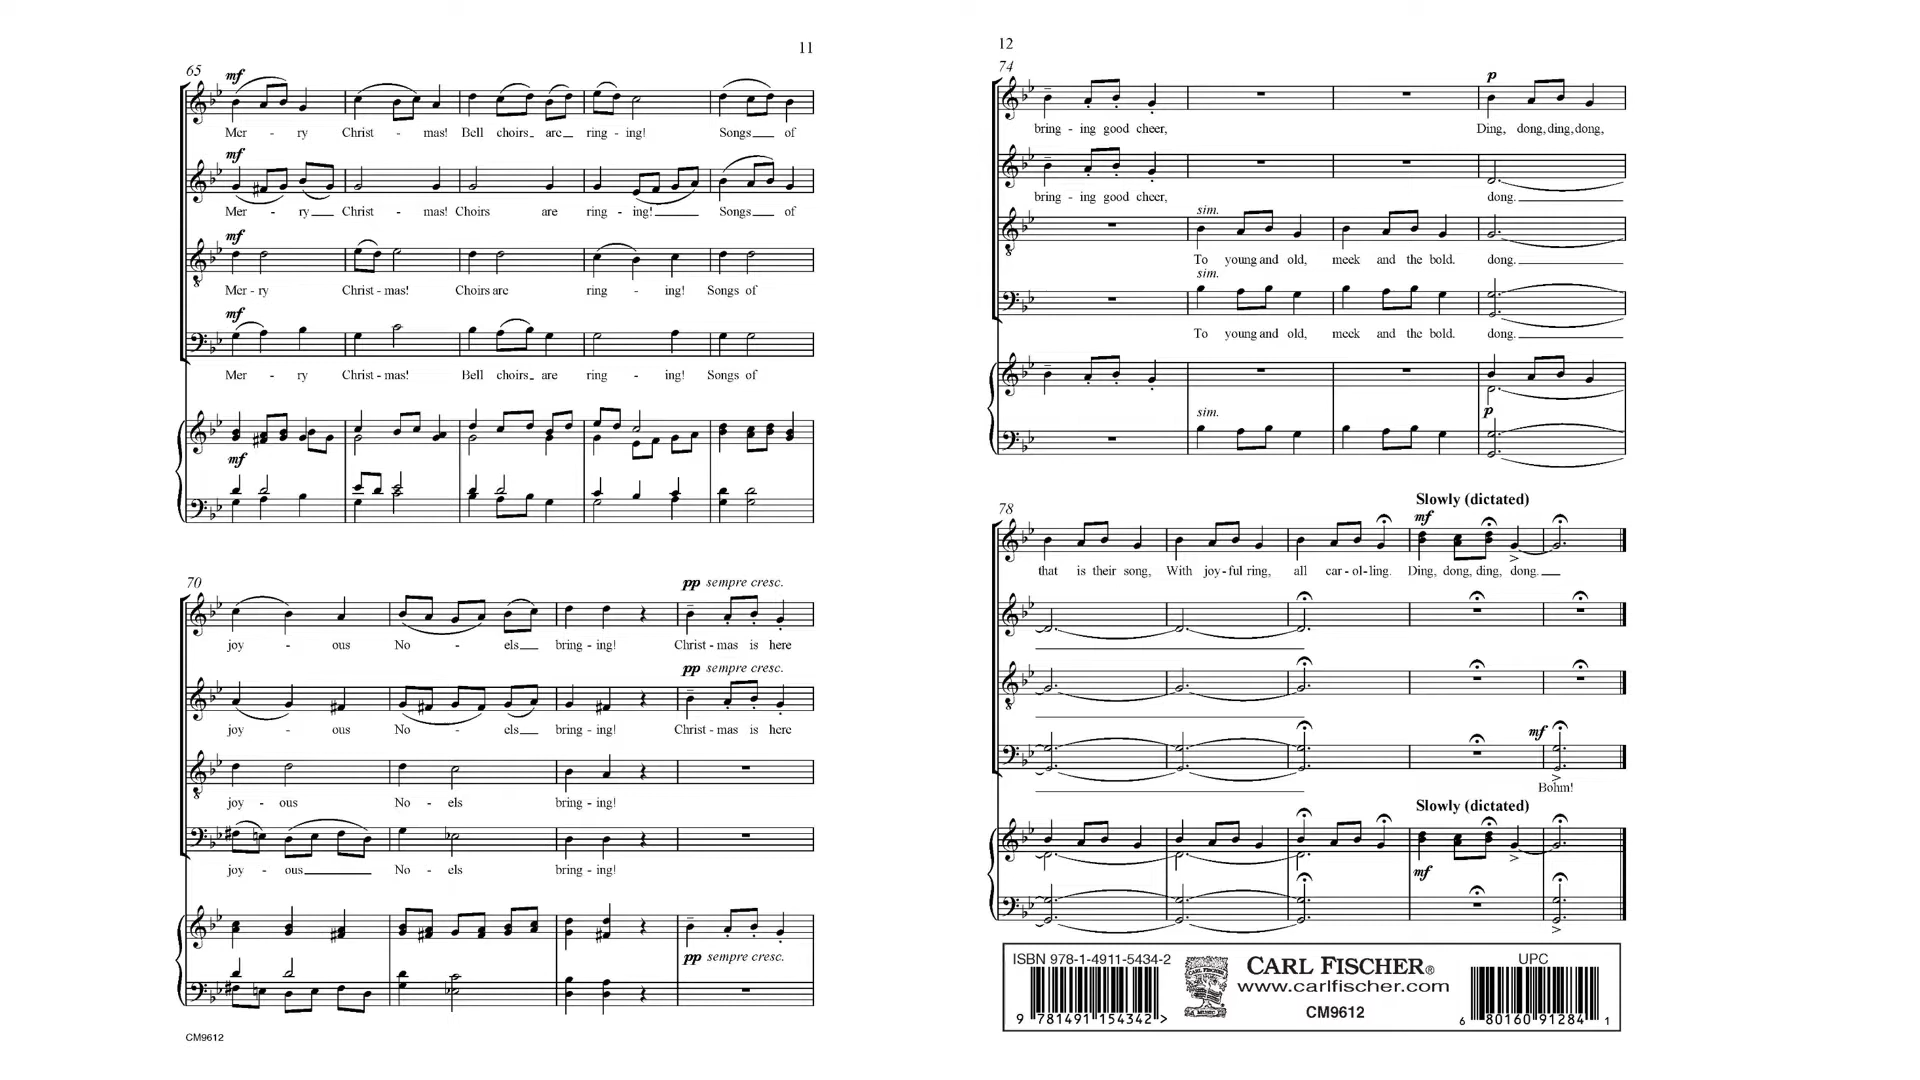 11
65
mf
Mer - ry Christ - mas! Bell choirs are ring - ing! Songs of
mf
Mer - ry Christ - mas! Choirs are ring - ing! Songs of
mf
Mer - ry Christ - mas! Choirs are ring - ing! Songs of
mf
Mer - ry Christ - mas! Bell choirs are ring - ing! Songs of
mf
70
pp sempre cresc.
joy - ous No - els bring - ing! Christ - mas is here
pp sempre cresc.
joy - ous No - els bring - ing! Christ - mas is here
joy - ous No - els bring - ing!
joy - ous No - els bring - ing!
pp sempre cresc.
CM9612
12
74
p
bring - ing good cheer, Ding, dong, ding, dong,
bring - ing good cheer, dong.
sim.
To young and old, meek and the bold. dong.
sim.
To young and old, meek and the bold. dong.
sim.
p
78
Slowly (dictated)
mf
that is their song, With joy - ful ring, all car - ol - ling. Ding, dong, ding, dong.
mf
Bohm!
Slowly (dictated)
mf
ISBN 978-1-4911-5434-2
9 781491 154342 >
CARL FISCHER
A MUSIC
CARL FISCHER®
www.carlfischer.com
CM9612
UPC
6 80160 91284 1